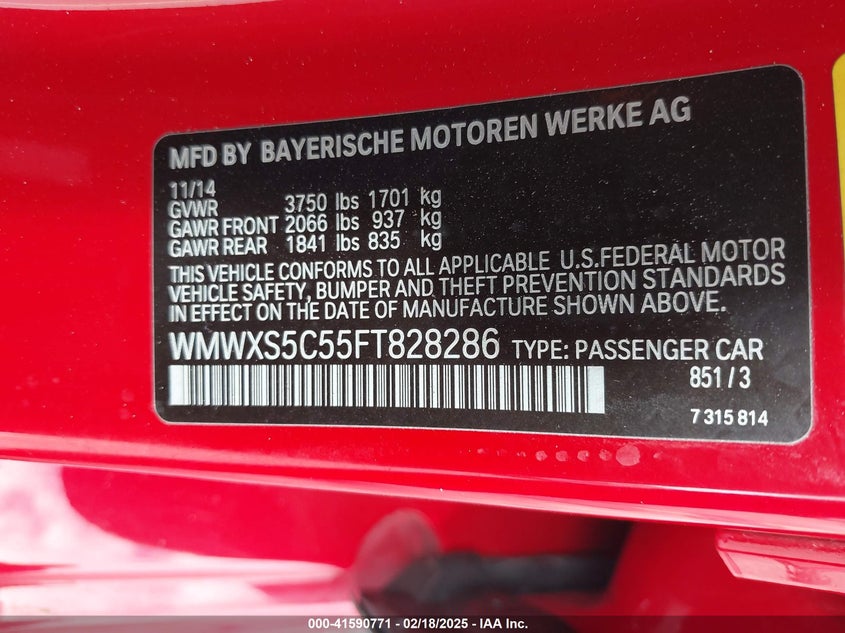 MFD BY BAYERISCHE MOTOREN WERKE AG
11/14
GVWR 3750 lbs 1701 kg
GAWR FRONT 2066 lbs 937 kg
GAWR REAR 1841 lbs 835 kg
THIS VEHICLE CONFORMS TO ALL APPLICABLE U.S.FEDERAL MOTOR
VEHICLE SAFETY, BUMPER AND THEFT PREVENTION STANDARDS
IN EFFECT ON THE DATE OF MANUFACTURE SHOWN ABOVE.
WMWXS5C55FT828286 TYPE: PASSENGER CAR
851/3
7 315 814
000-41590771 - 02/18/2025 - IAA Inc.